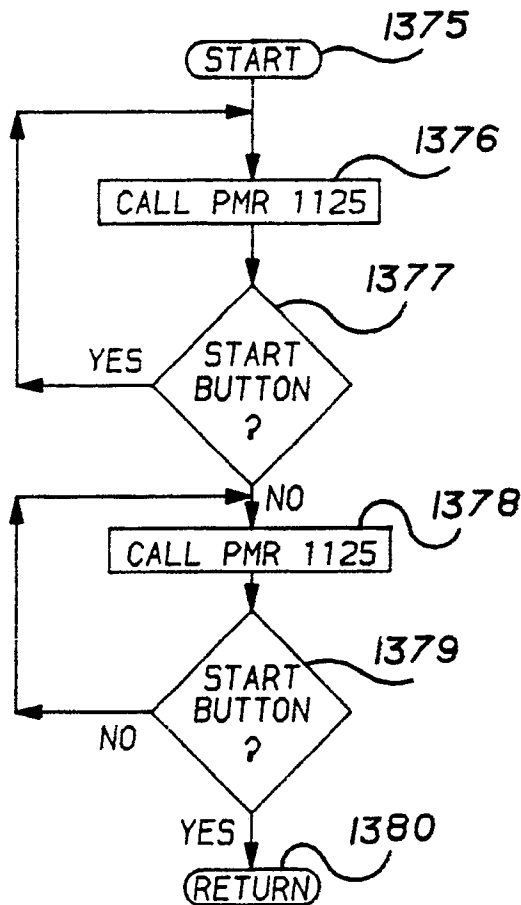 1375
START
1376
CALL PMR 1125
1377
YES
START
BUTTON
?
NO
1378
CALL PMR 1125
1379
START
BUTTON
?
NO
YES
1380
RETURN